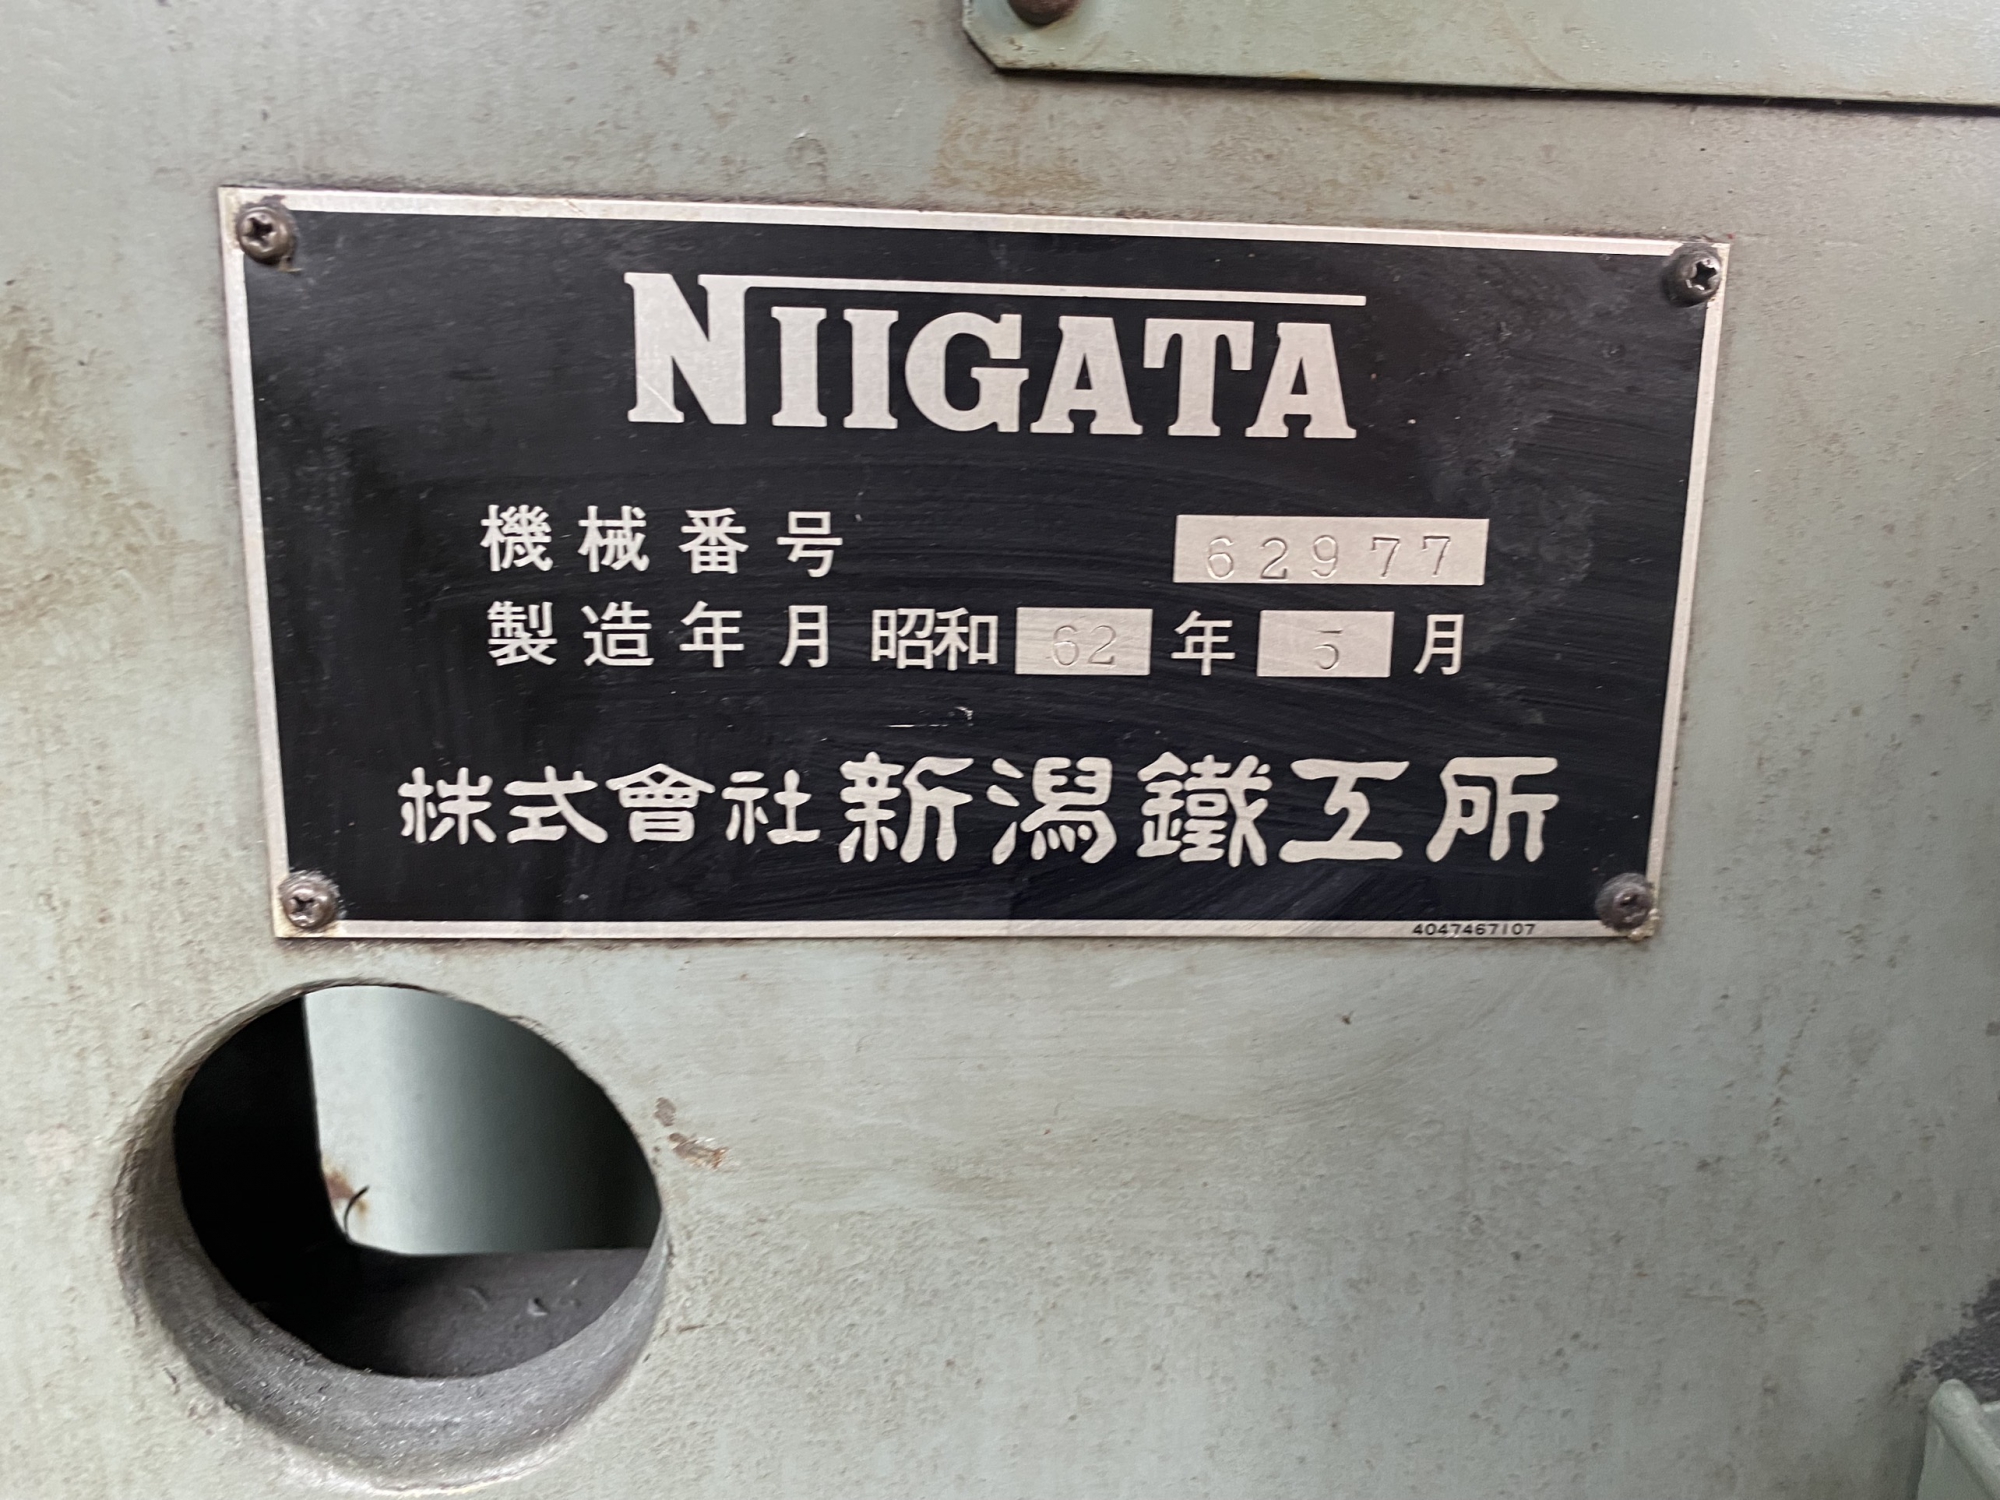 NIIGATA
機械番号 62977
製造年月 昭和 62 年 5 月
株式會社新潟鐵工所
4047467107